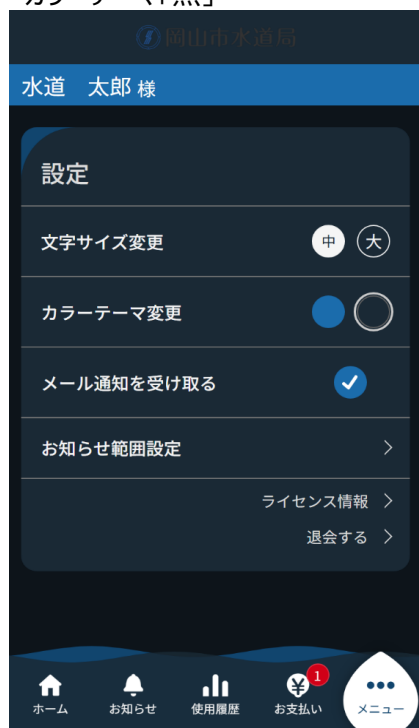 岡山市水道局
水道 太郎 様
設定
文字サイズ変更
中 大
カラーテーマ変更
メール通知を受け取る
お知らせ範囲設定
ライセンス情報
退会する
1
ホーム お知らせ 使用履歴 お支払い メニュー